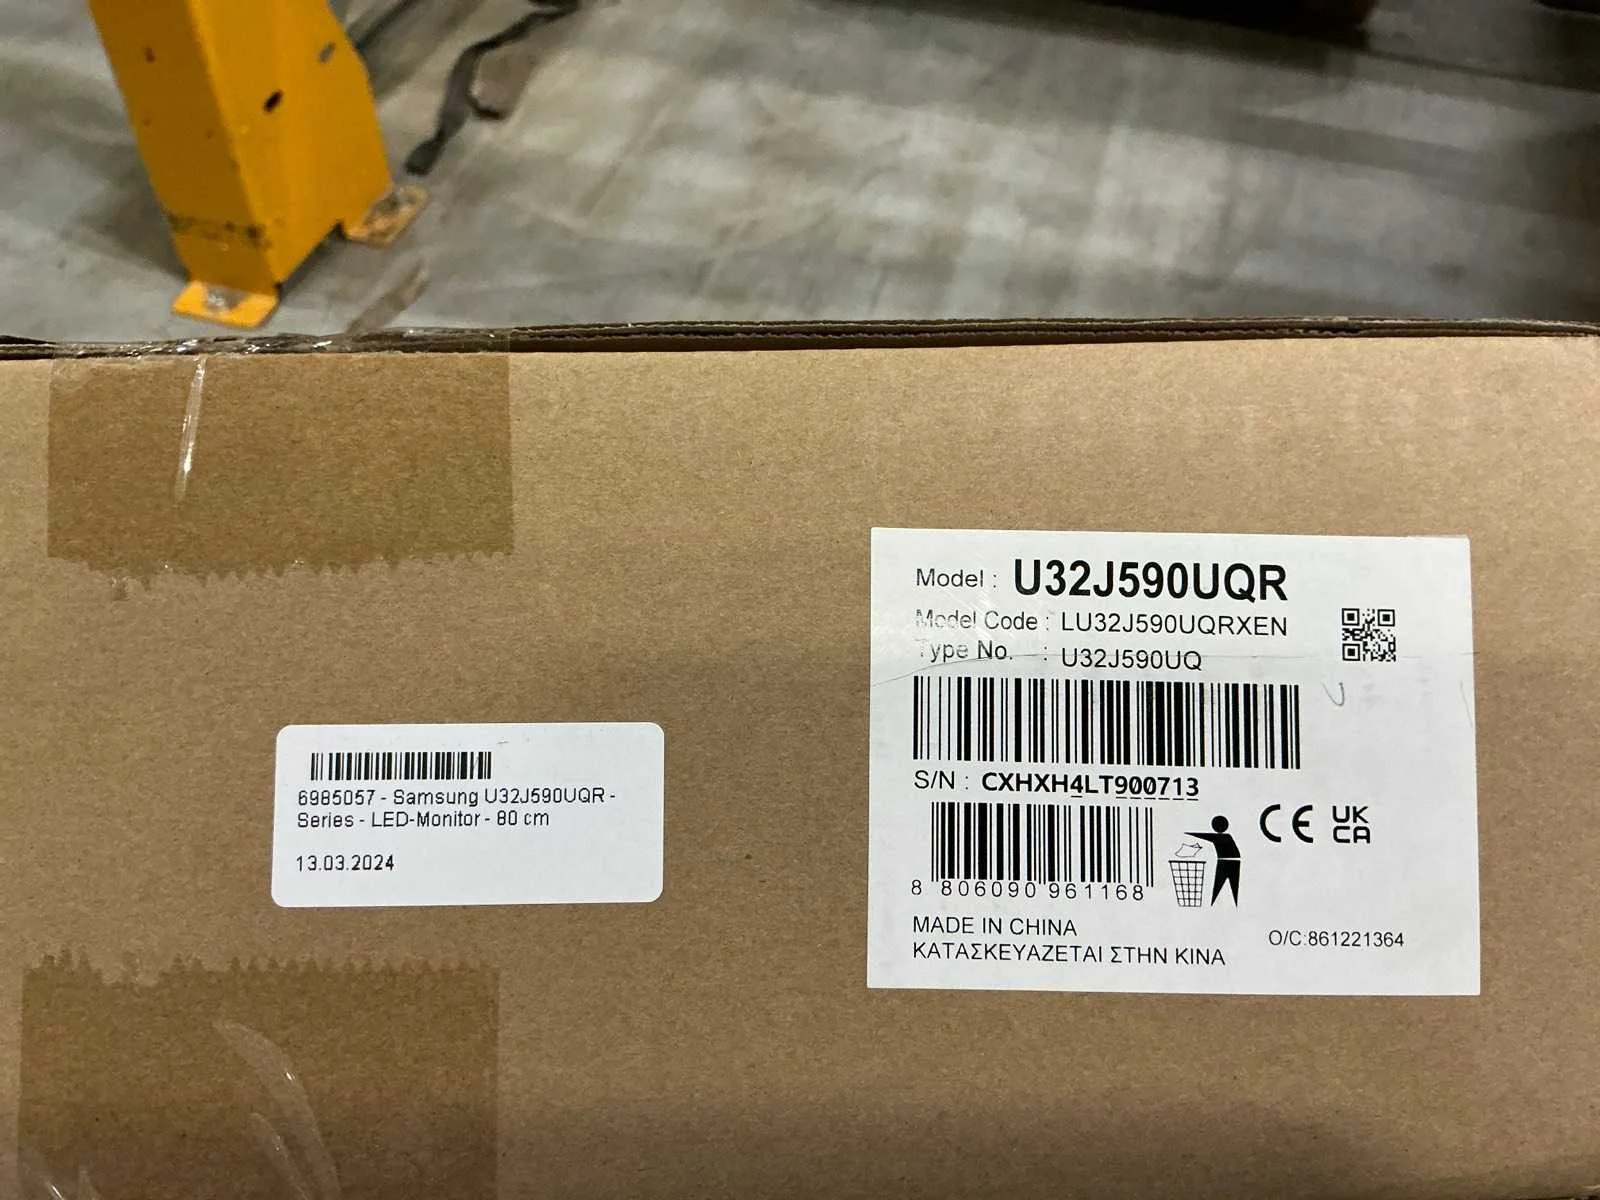 6985057 - Samsung U32J590UQR -
Series - LED-Monitor - 80 cm
13.03.2024
Model : U32J590UQR
Model Code : LU32J590UQRXEN
Type No. : U32J590UQ
S/N : CXHXH4LT900713
8 806090 961168
CE UK CA
MADE IN CHINA
ΚΑΤΑΣΚΕΥΑΖΕΤΑΙ ΣΤΗΝ ΚΙΝΑ
O/C:861221364